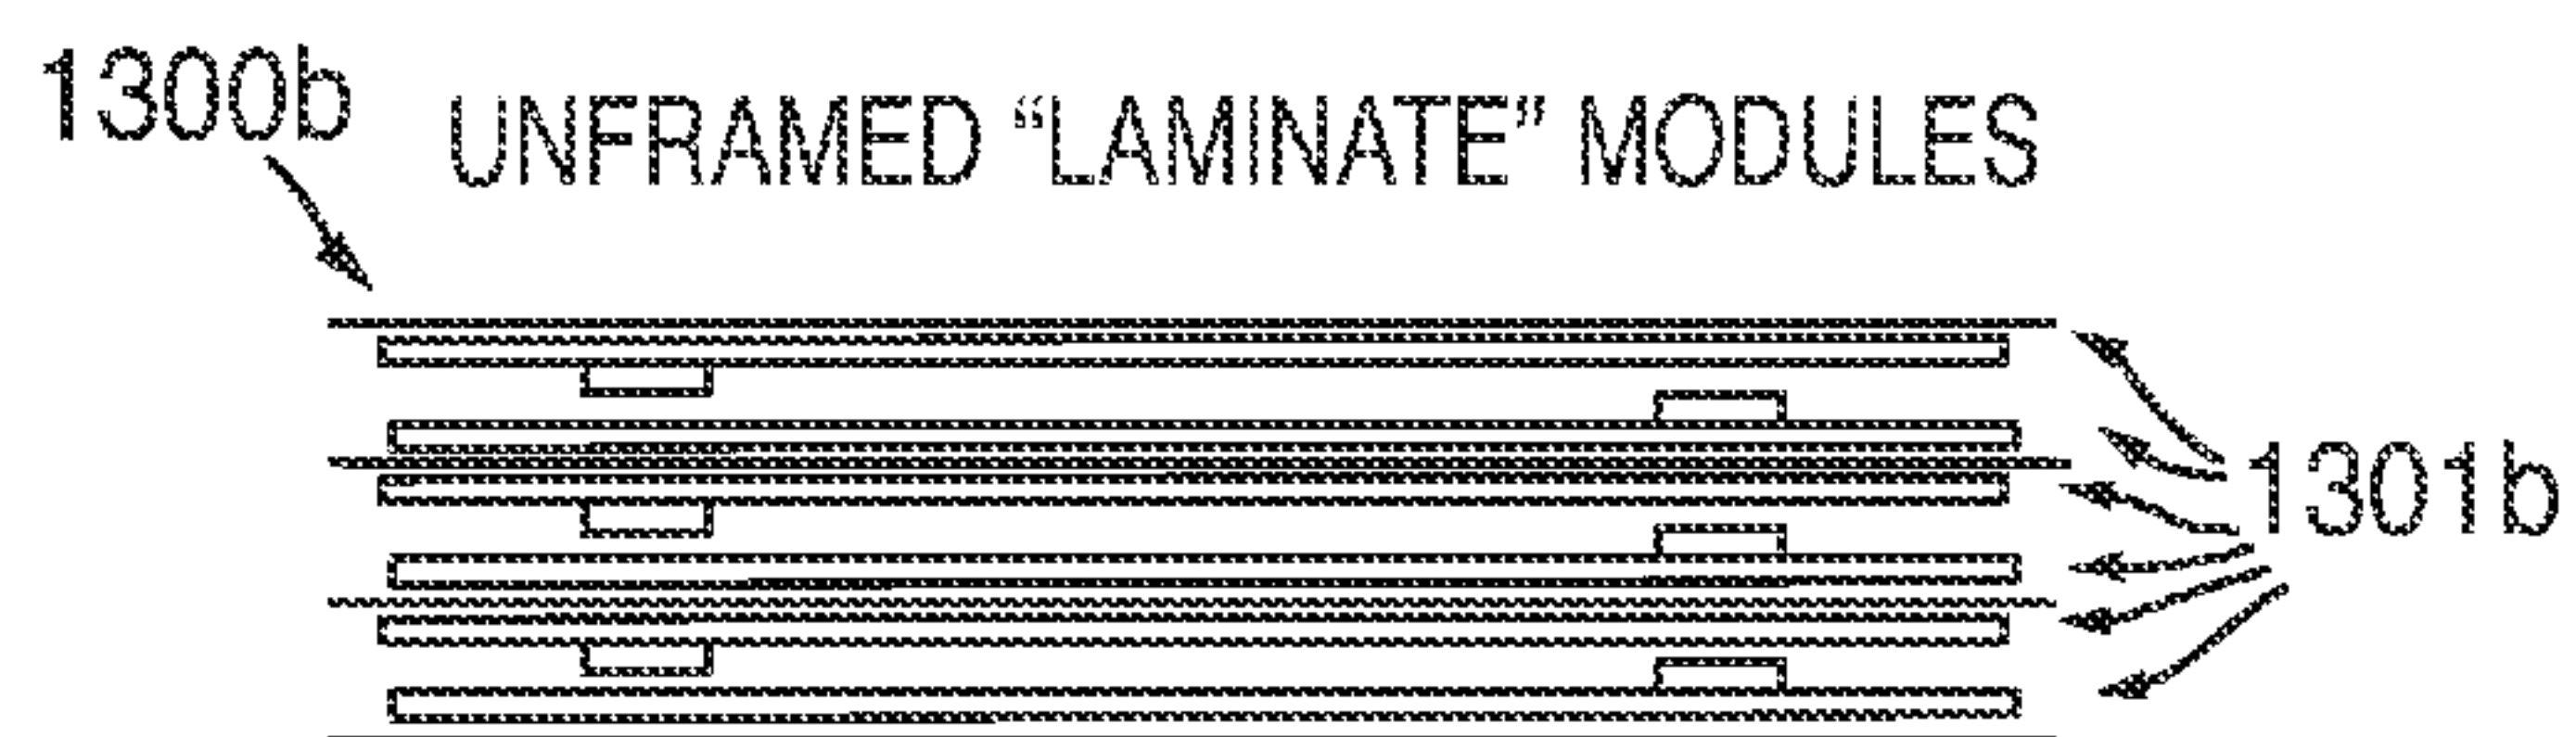 1300b
UNFRAMED “LAMINATE” MODULES
1301b